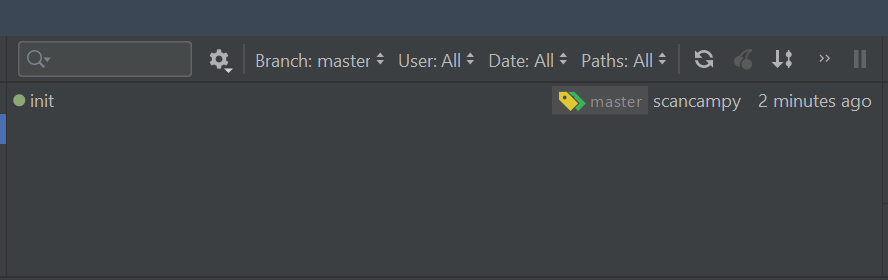 Branch: master User: All Date: All Paths: All
init master scancampy 2 minutes ago